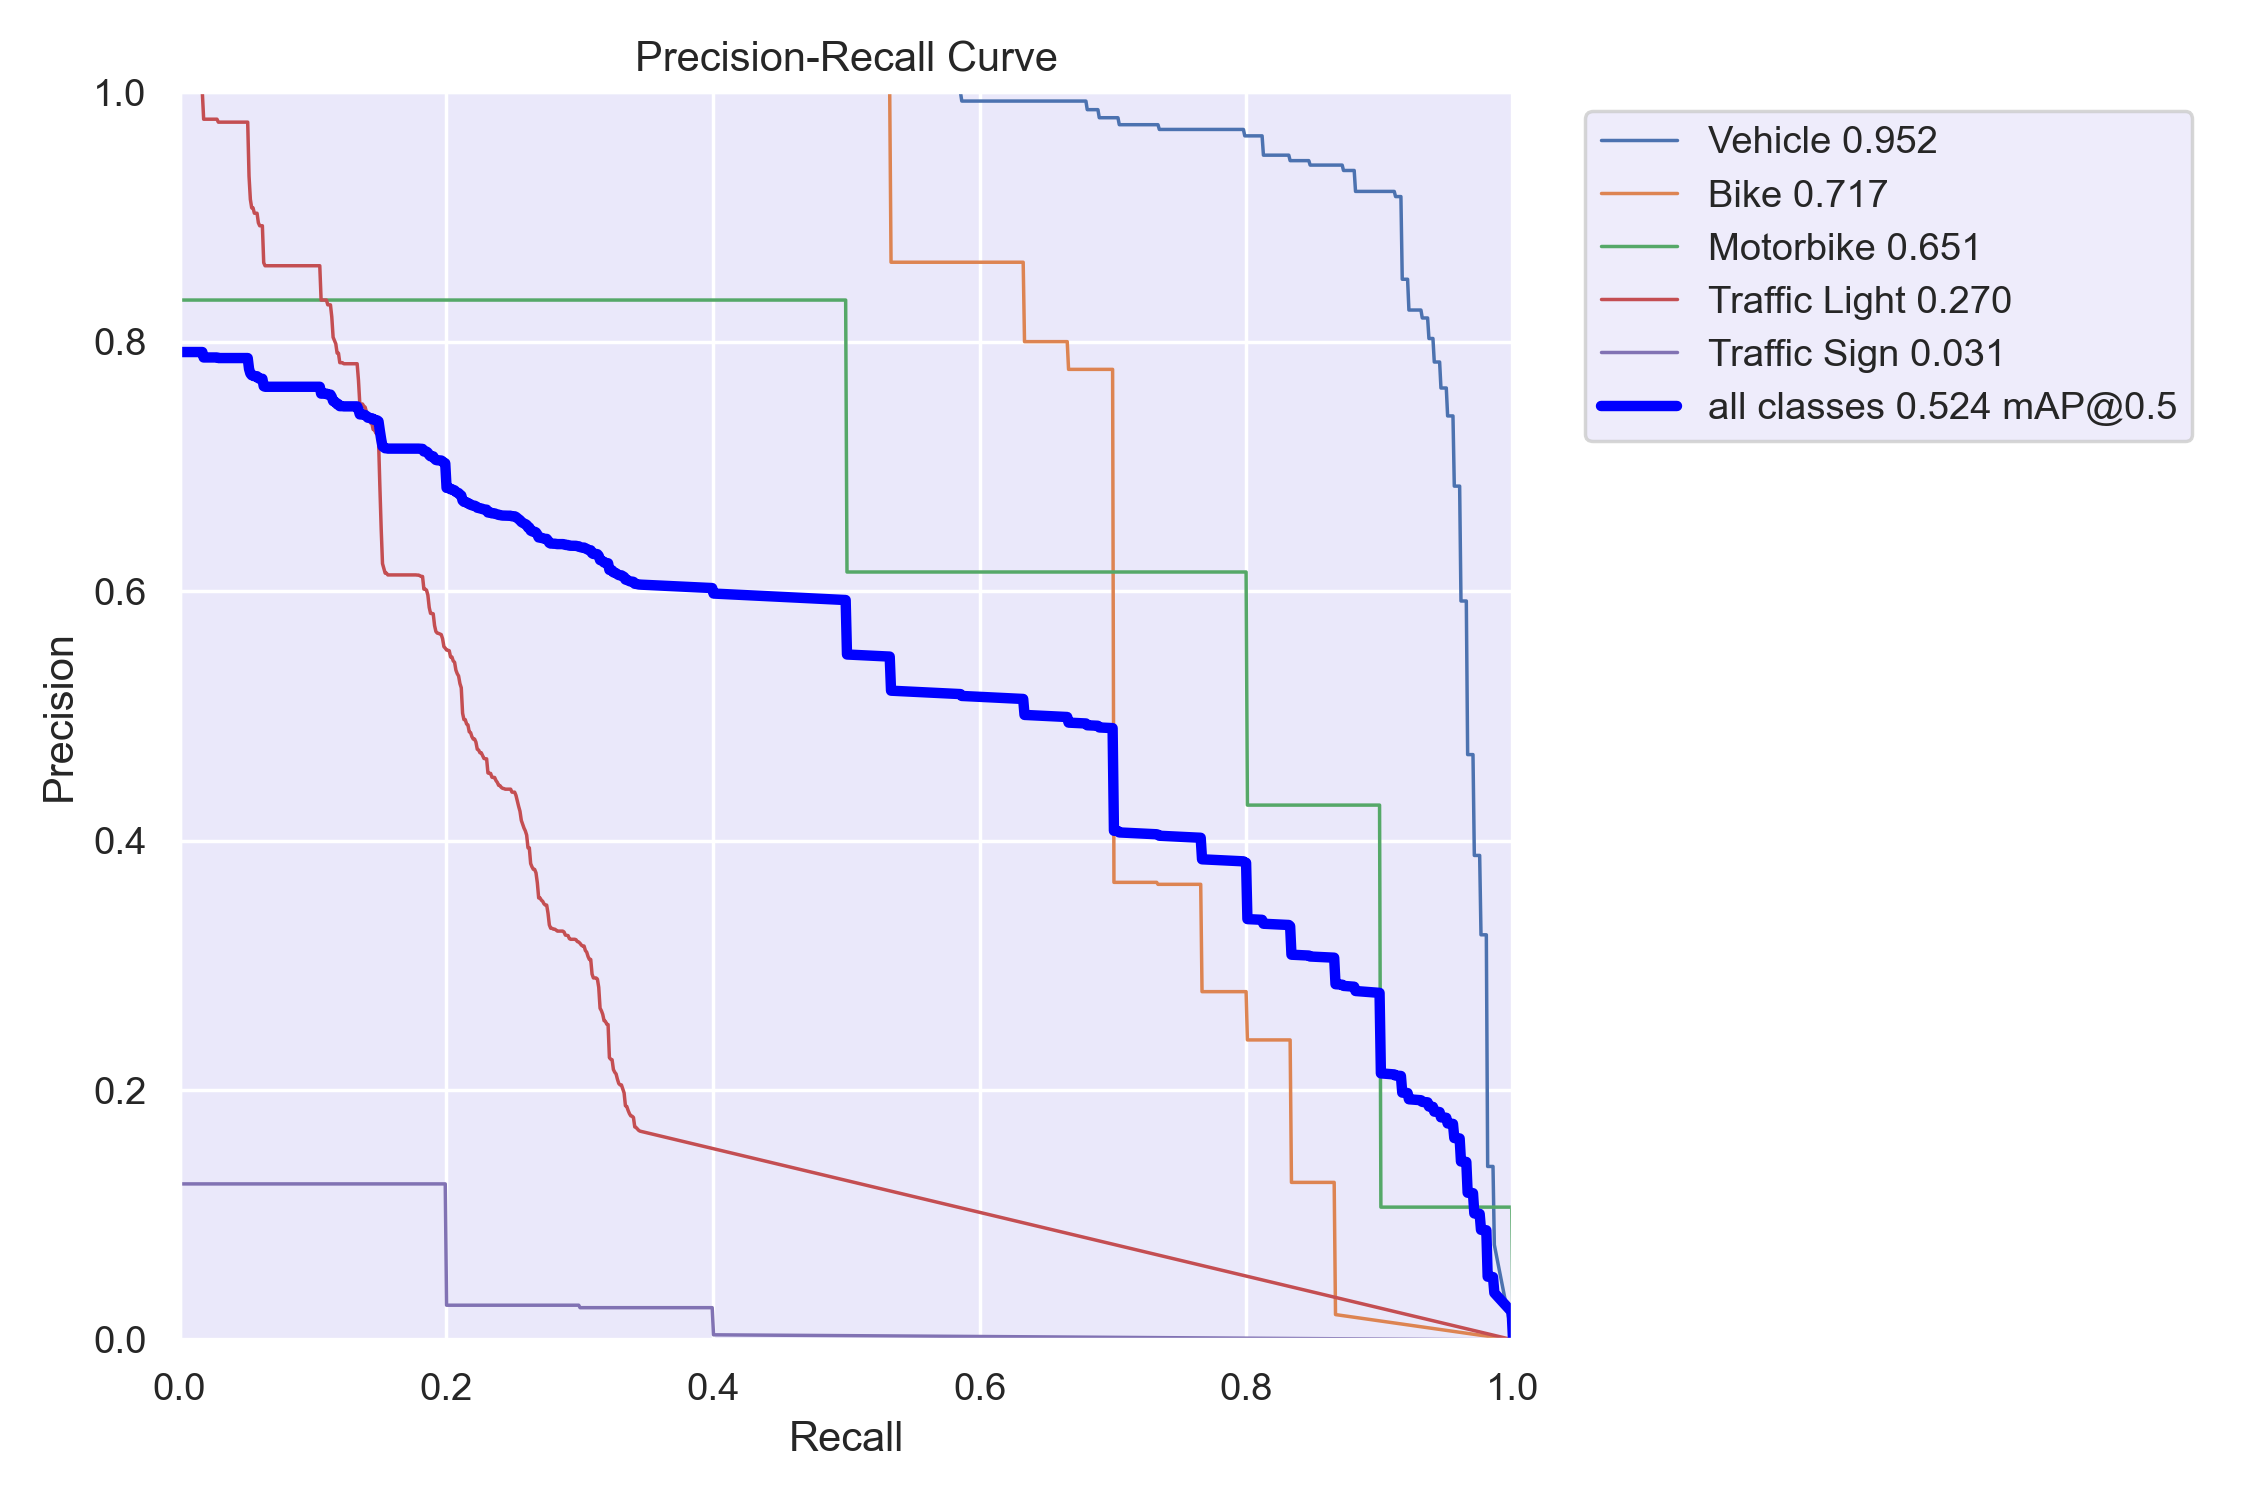 Precision-Recall Curve
1.0
0.8
0.6
0.4
0.2
0.0
Precision
0.0 0.2 0.4 0.6 0.8 1.0
Recall
Vehicle 0.952
Bike 0.717
Motorbike 0.651
Traffic Light 0.270
Traffic Sign 0.031
all classes 0.524 mAP@0.5